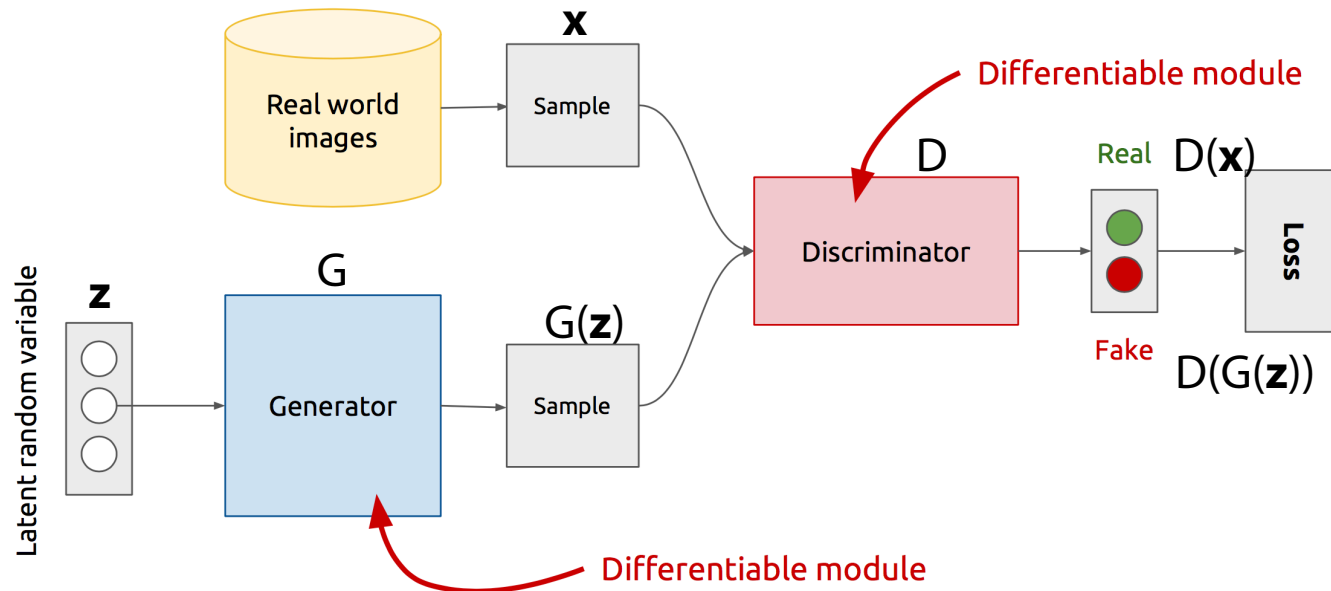 x
Real world
images
Sample
Differentiable module
D
Real
D(x)
Discriminator
Loss
Fake
D(G(z))
Latent random variable
z
G
Generator
G(z)
Sample
Differentiable module